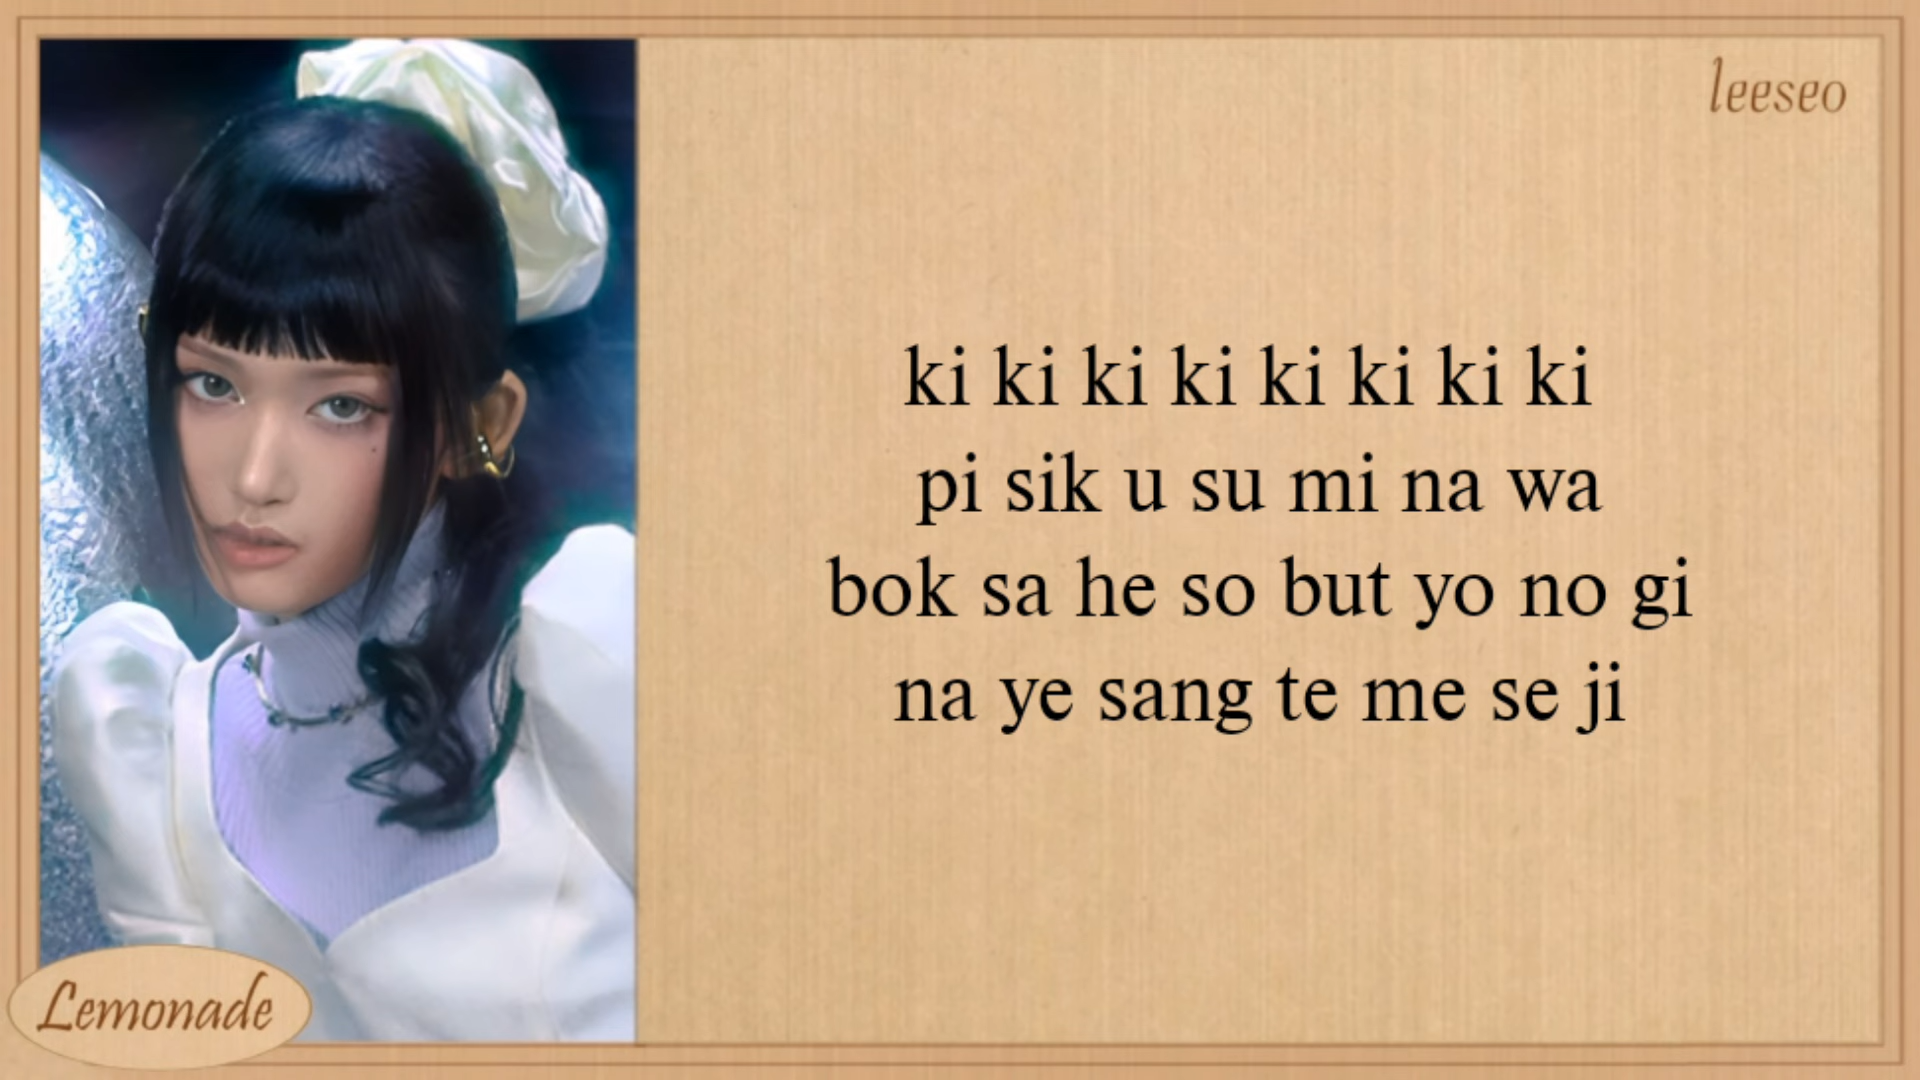 leeseo
ki ki ki ki ki ki ki ki
pi sik u su mi na wa
bok sa he so but yo no gi
na ye sang te me se ji
Lemonade